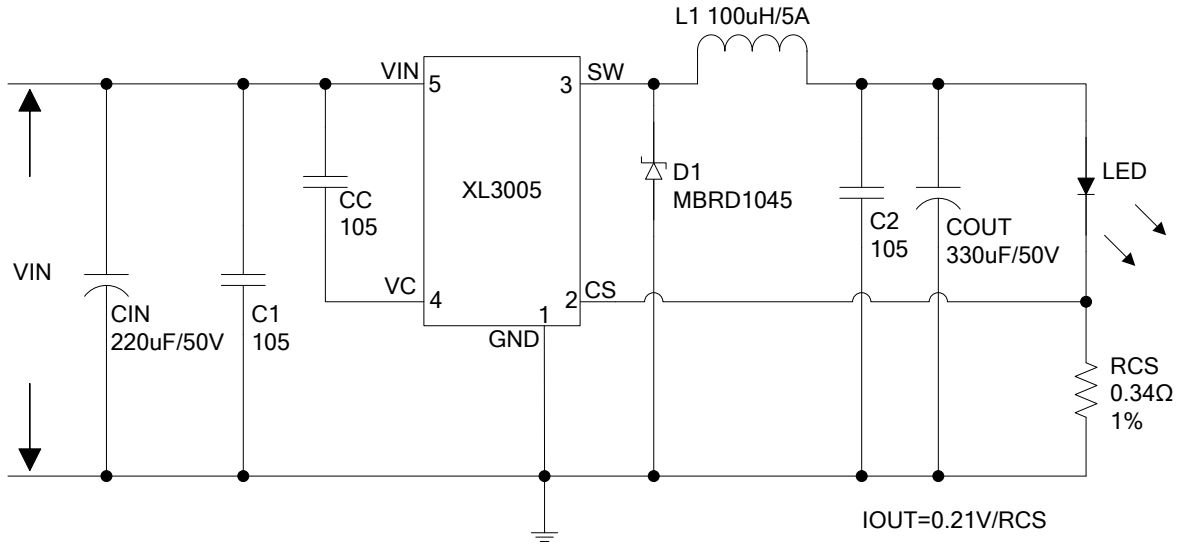 L1 100uH/5A
VIN
5
3
SW
XL3005
CC
105
D1
MBRD1045
LED
C2
105
COUT
330uF/50V
VIN
VC
4
2
CS
1
GND
CIN
220uF/50V
C1
105
RCS
0.34Ω
1%
IOUT=0.21V/RCS